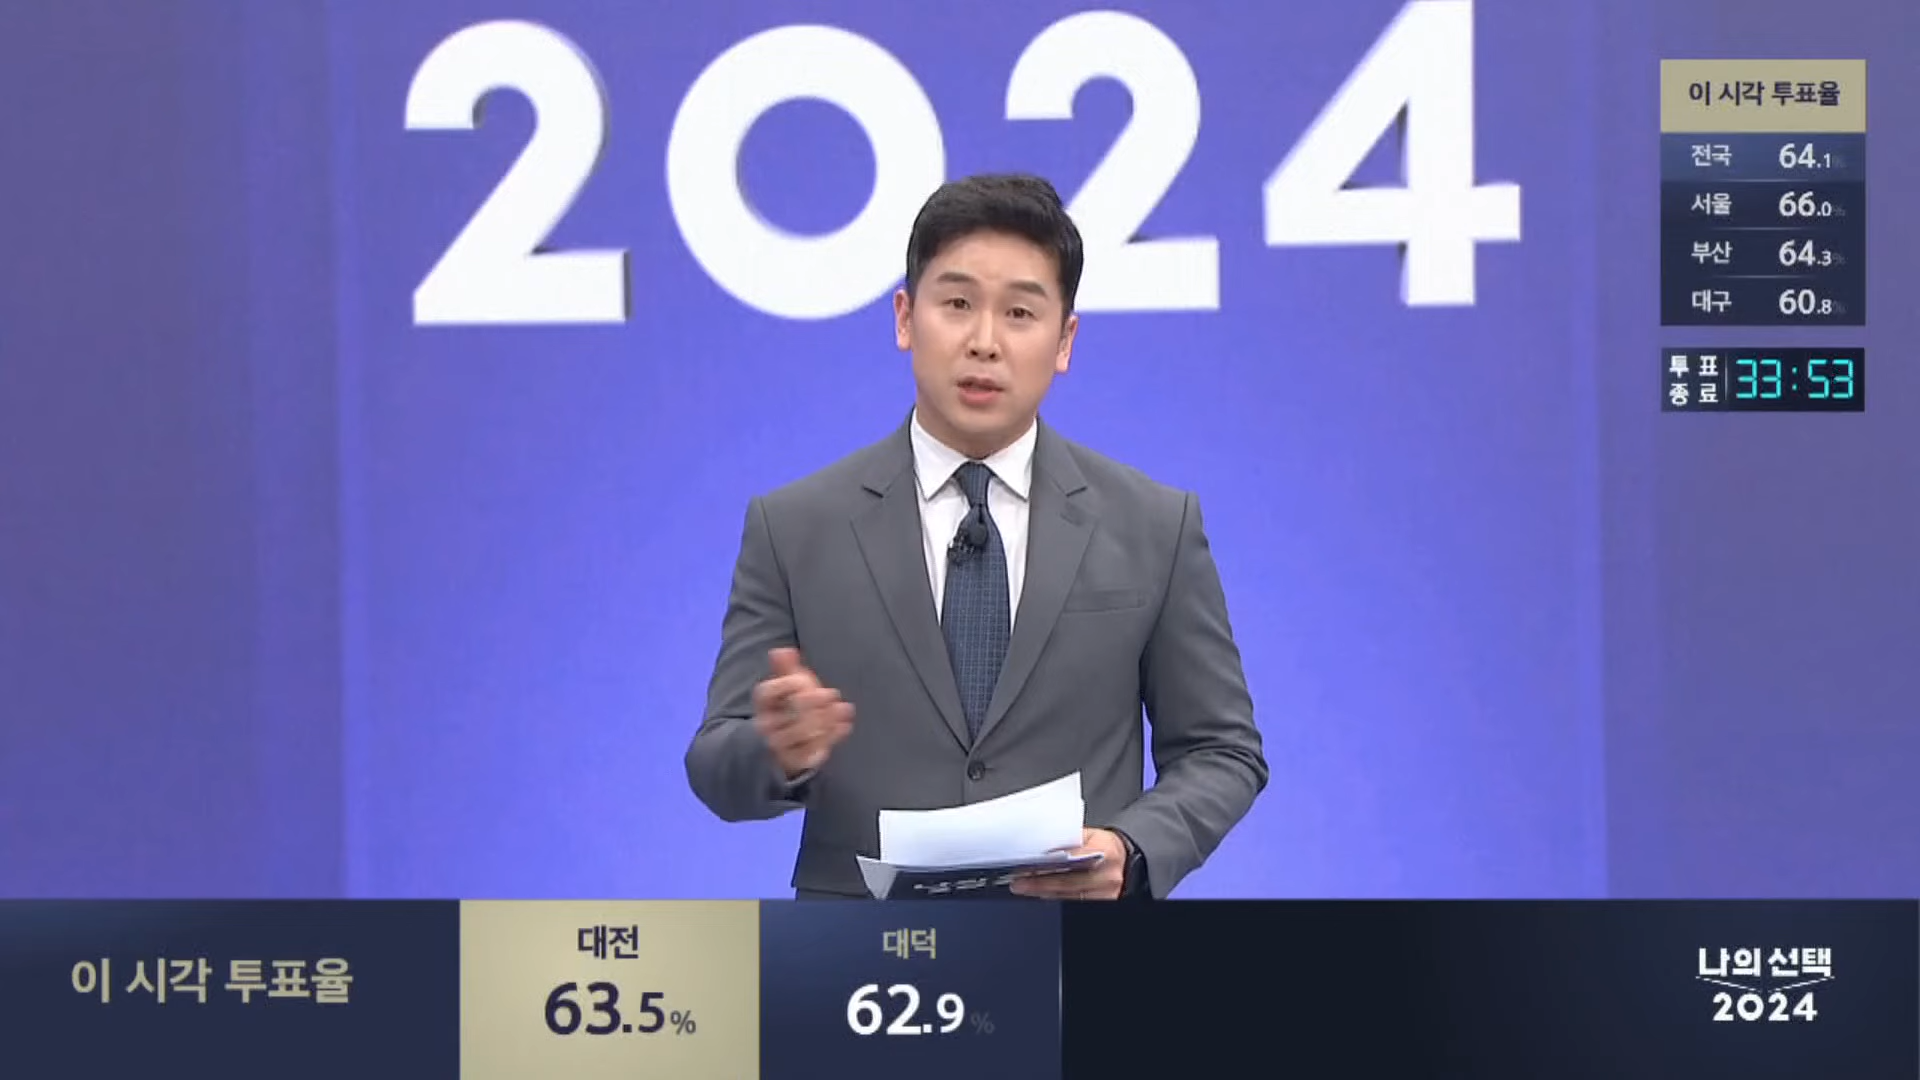 2024
이 시각 투표율
전국 64.1%
서울 66.0%
부산 64.3%
대구 60.8%
투표
종료 33:53
이 시각 투표율
대전
63.5%
대덕
62.9%
나의 선택
2024